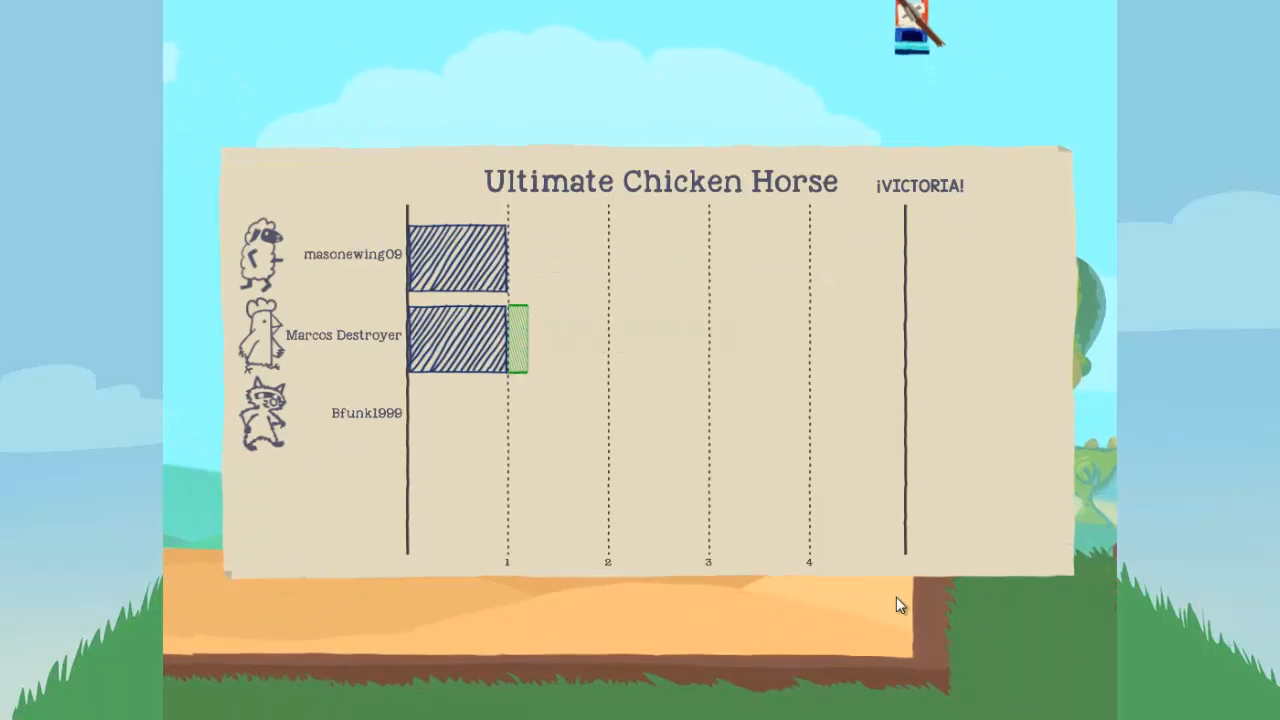 Ultimate Chicken Horse ¡VICTORIA!
masonewing09
Marcos Destroyer
Bfunk1999
1 2 3 4